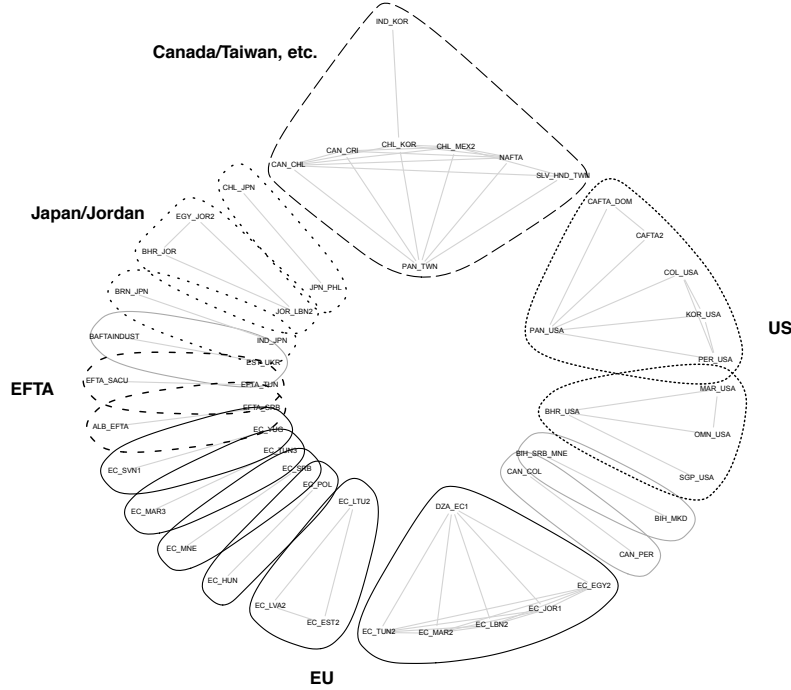 IND_KOR
Canada/Taiwan, etc.
CHL_KOR
CHL_MEX2
CAN_CRI
NAFTA
CAN_CHL
SLV_HND_TWN
CHL_JPN
CAFTA_DOM
Japan/Jordan
EGY_JOR2
CAFTA2
BHR_JOR
PAN_TWN
COL_USA
JPN_PHL
BRN_JPN
JOR_LBN2
KOR_USA
PAN_USA
US
BAFTAINDUST
IND_JPN
PER_USA
EST_UKR
EFTA
EFTA_SACU
EFTA_TUN
MAR_USA
EFTA_SRB
BHR_USA
ALB_EFTA
EC_YUG
OMN_USA
EC_TUN3
BIH_SRB_MNE
EC_SVN1
EC_SRB
CAN_COL
SGP_USA
EC_POL
EC_LTU2
DZA_EC1
EC_MAR3
BIH_MKD
EC_MNE
CAN_PER
EC_HUN
EC_EGY2
EC_LVA2
EC_JOR1
EC_EST2
EC_LBN2
EC_TUN2
EC_MAR2
EU